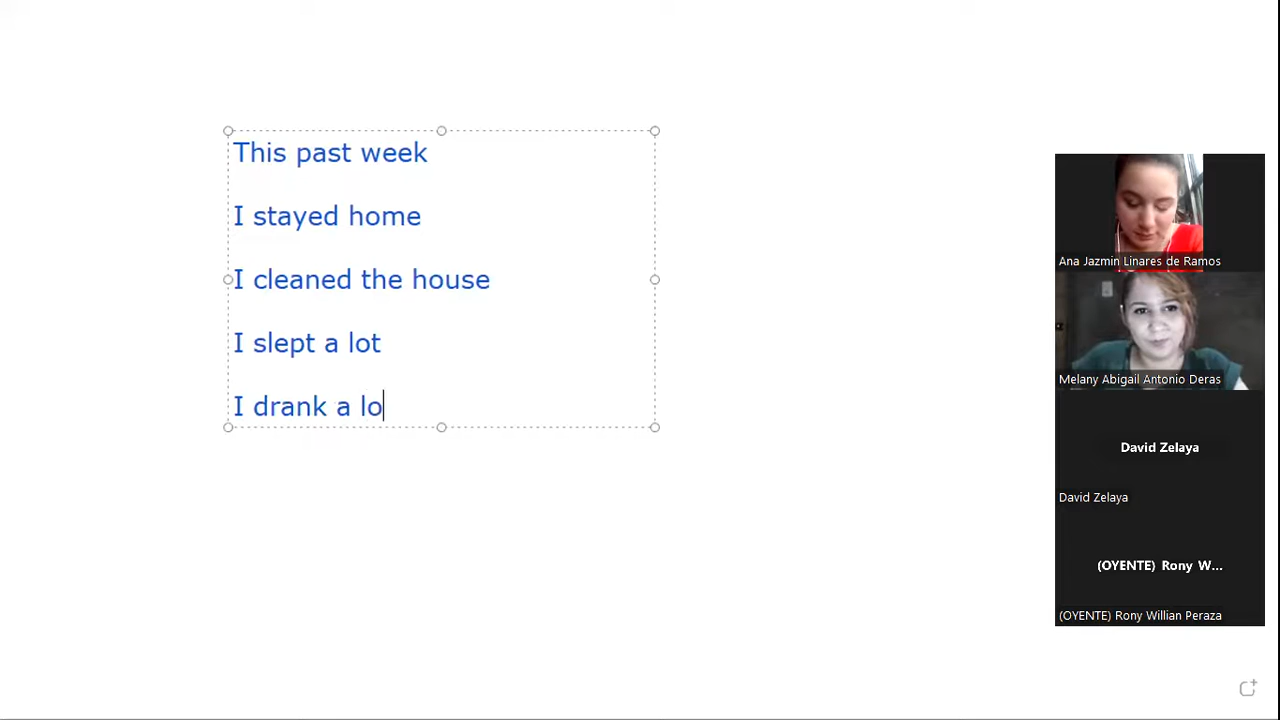 This past week
I stayed home
I cleaned the house
I slept a lot
I drank a lo
Ana Jazmin Linares de Ramos
Melany Abigail Antonio Deras
David Zelaya
David Zelaya
(OYENTE) Rony W...
(OYENTE) Rony Willian Peraza